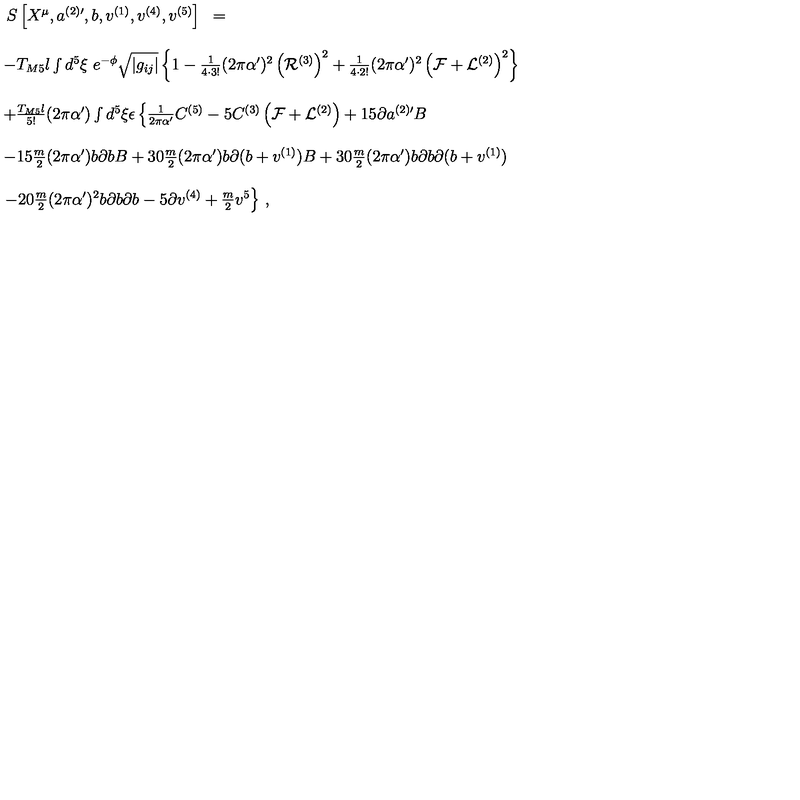 $S\left[X^{\mu}, a^{(2)\prime}, b, v^{(1)}, v^{(4)}, v^{(5)}\right] =$
$-T_{M5} l \int d^5\xi \ e^{-\phi} \sqrt{|g_{ij}|} \left\{ 1 - \frac{1}{4 \cdot 3!} (2\pi\alpha')^2 \left( \mathcal{R}^{(3)} \right)^2 + \frac{1}{4 \cdot 2!} (2\pi\alpha')^2 \left( \mathcal{F} + \mathcal{L}^{(2)} \right)^2 \right\}$
$+ \frac{T_{M5} l}{5!} (2\pi\alpha') \int d^5\xi \epsilon \left\{ \frac{1}{2\pi\alpha'} C^{(5)} - 5 C^{(3)} \left( \mathcal{F} + \mathcal{L}^{(2)} \right) + 15 \partial a^{(2)\prime} B \right.$
$-15 \frac{m}{2} (2\pi\alpha') b \partial b B + 30 \frac{m}{2} (2\pi\alpha') b \partial (b + v^{(1)}) B + 30 \frac{m}{2} (2\pi\alpha') b \partial b \partial (b + v^{(1)})$
$\left. -20 \frac{m}{2} (2\pi\alpha')^2 b \partial b \partial b - 5 \partial v^{(4)} + \frac{m}{2} v^5 \right\} \ ,$